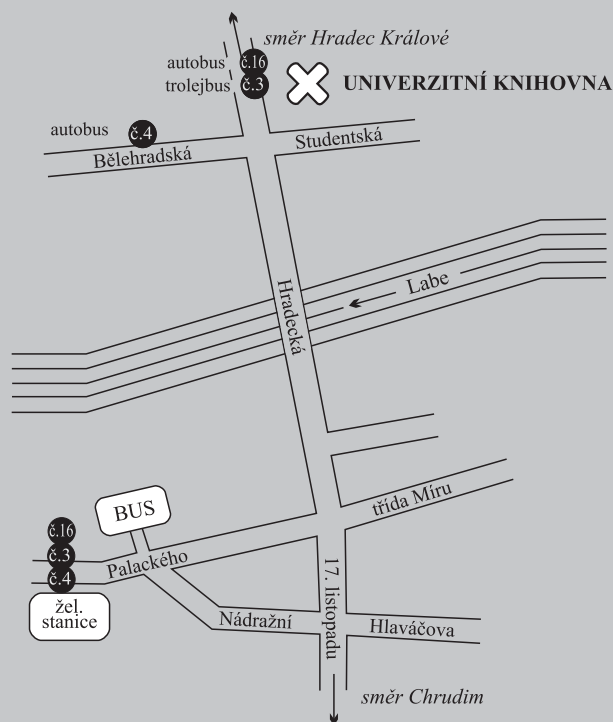 směr Hradec Králové
autobus č.16
trolejbus č.3
UNIVERZITNÍ KNIHOVNA
autobus č.4
Bělehradská
Studentská
Hradecká
Labe
třída Míru
BUS
č.16
č.3
č.4
Palackého
žel.
stanice
17. listopadu
Nádražní
Hlaváčova
směr Chrudim